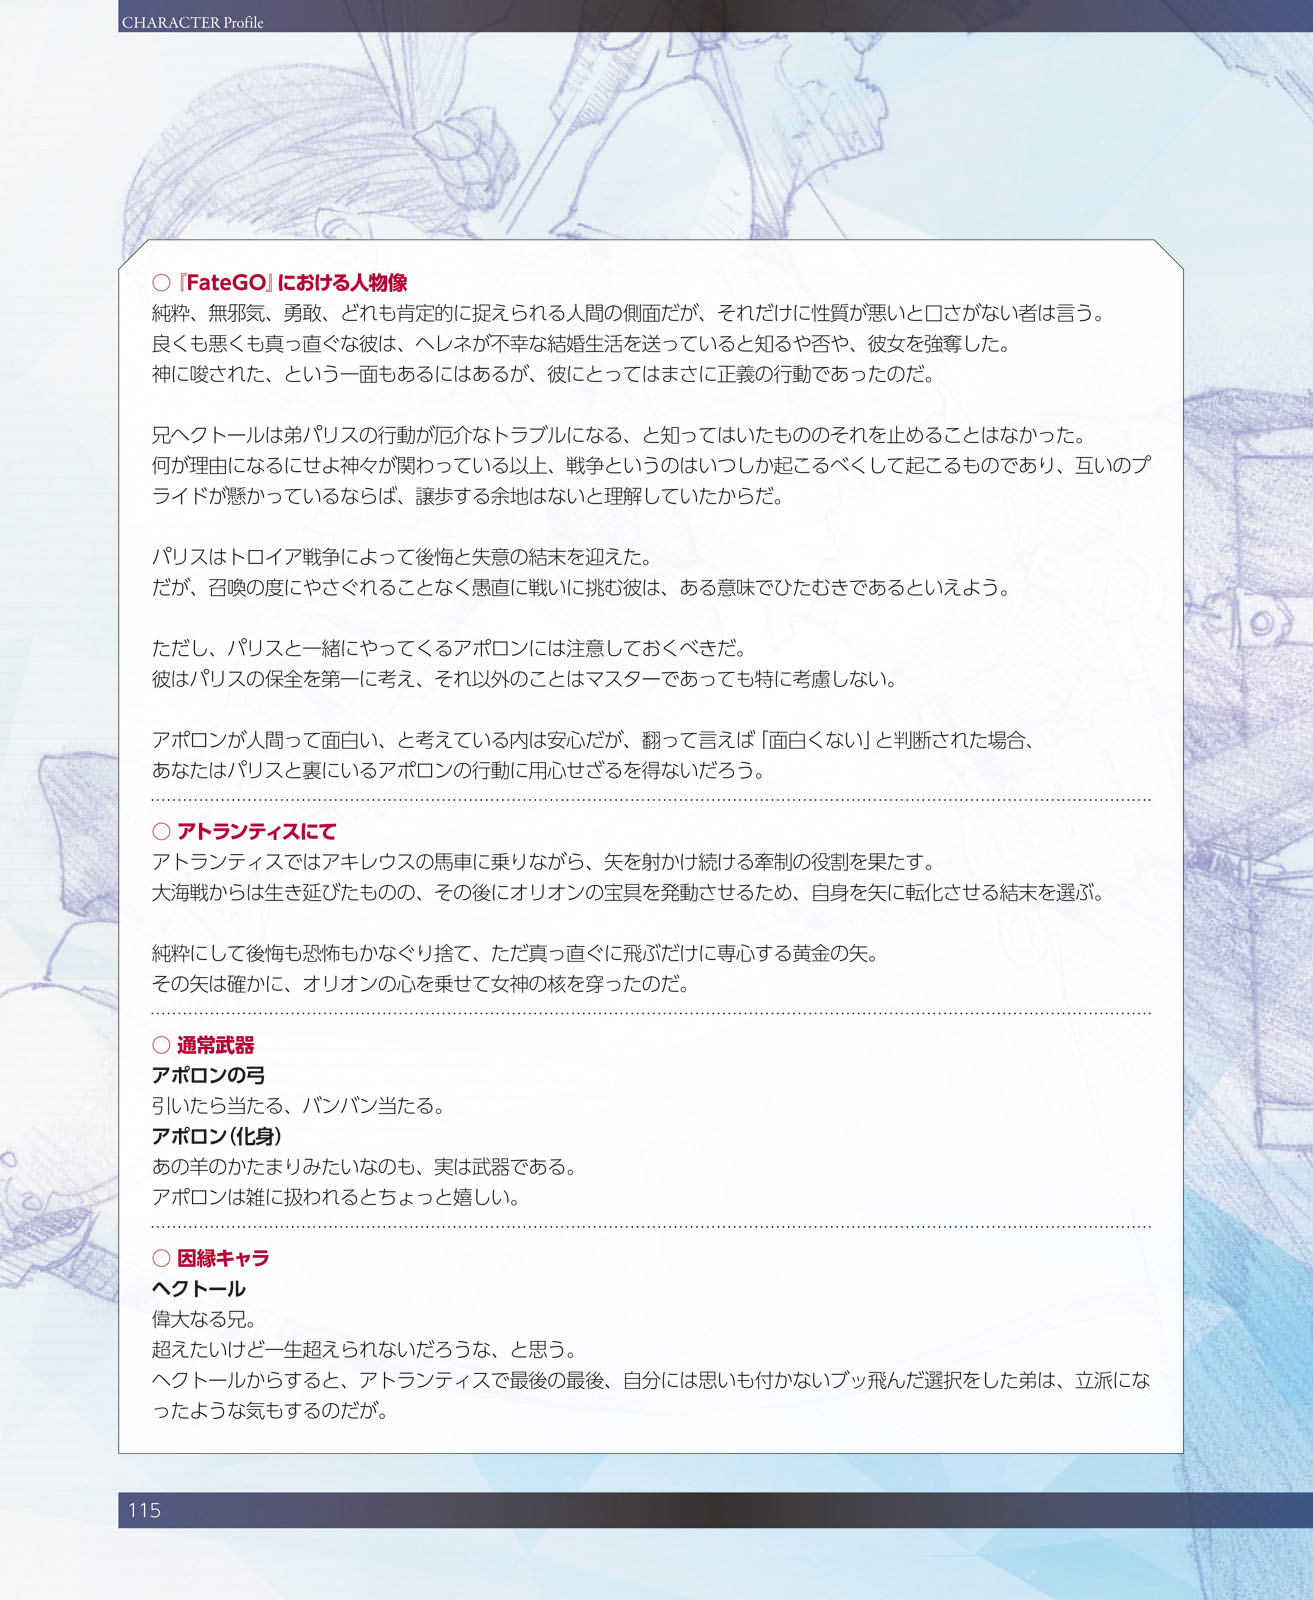 CHARACTER Profile
○『FateGO』における人物像
純粋、無邪気、勇敢、どれも肯定的に捉えられる人間の側面だが、それだけに性質が悪いと口さがない者は言う。
良くも悪くも真っ直ぐな彼は、ヘレネが不幸な結婚生活を送っていると知るや否や、彼女を強奪した。
神に唆された、という一面もあるにはあるが、彼にとってはまさに正義の行動であったのだ。
兄ヘクトールは弟パリスの行動が厄介なトラブルになる、と知ってはいたもののそれを止めることはなかった。
何が理由になるにせよ神々が関わっている以上、戦争というのはいつしか起こるべくして起こるものであり、互いのプ
ライドが懸かっているならば、譲歩する余地はないと理解していたからだ。
パリスはトロイア戦争によって後悔と失意の結末を迎えた。
だが、召喚の度にやさぐれることなく愚直に戦いに挑む彼は、ある意味でひたむきであるといえよう。
ただし、パリスと一緒にやってくるアポロンには注意しておくべきだ。
彼はパリスの保全を第一に考え、それ以外のことはマスターであっても特に考慮しない。
アポロンが人間って面白い、と考えている内は安心だが、翻って言えば「面白くない」と判断された場合、
あなたはパリスと裏にいるアポロンの行動に用心せざるを得ないだろう。
○ アトランティスにて
アトランティスではアキレウスの馬車に乗りながら、矢を射かけ続ける牽制の役割を果たす。
大海戦からは生き延びたものの、その後にオリオンの宝具を発動させるため、自身を矢に転化させる結末を選ぶ。
純粋にして後悔も恐怖もかなぐり捨て、ただ真っ直ぐに飛ぶだけに専心する黄金の矢。
その矢は確かに、オリオンの心を乗せて女神の核を穿ったのだ。
○ 通常武器
アポロンの弓
引いたら当たる、バンバン当たる。
アポロン（化身）
あの羊のかたまりみたいなのも、実は武器である。
アポロンは雑に扱われるとちょっと嬉しい。
○ 因縁キャラ
ヘクトール
偉大なる兄。
超えたいけど一生超えられないだろうな、と思う。
ヘクトールからすると、アトランティスで最後の最後、自分には思いも付かないブッ飛んだ選択をした弟は、立派にな
ったような気もするのだが。
115